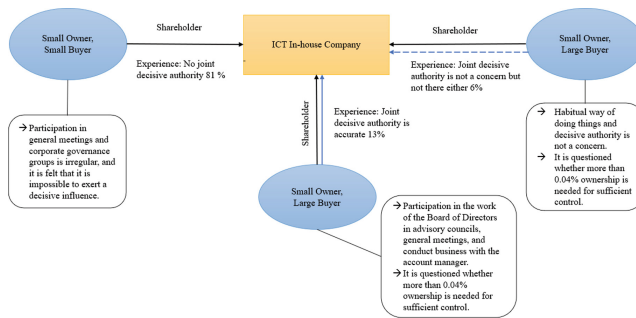 Small Owner,
Small Buyer
Shareholder
Experience: No joint
decisive authority 81 %
ICT In-house Company
Shareholder
Experience: Joint decisive
authority is not a concern but
not there either 6%
Small Owner,
Large Buyer
Shareholder
Experience: Joint
decisive authority is
accurate 13%
→ Participation in
general meetings and
corporate governance
groups is irregular, and
it is felt that it is
impossible to exert a
decisive influence.
→ Habitual way of
doing things and
decisive authority is
not a concern.
→ It is questioned
whether more than
0.04% ownership is
needed for sufficient
control.
Small Owner,
Large Buyer
→ Participation in the work
of the Board of Directors
in advisory councils,
general meetings, and
conduct business with the
account manager.
→ It is questioned whether
more than 0.04%
ownership is needed for
sufficient control.